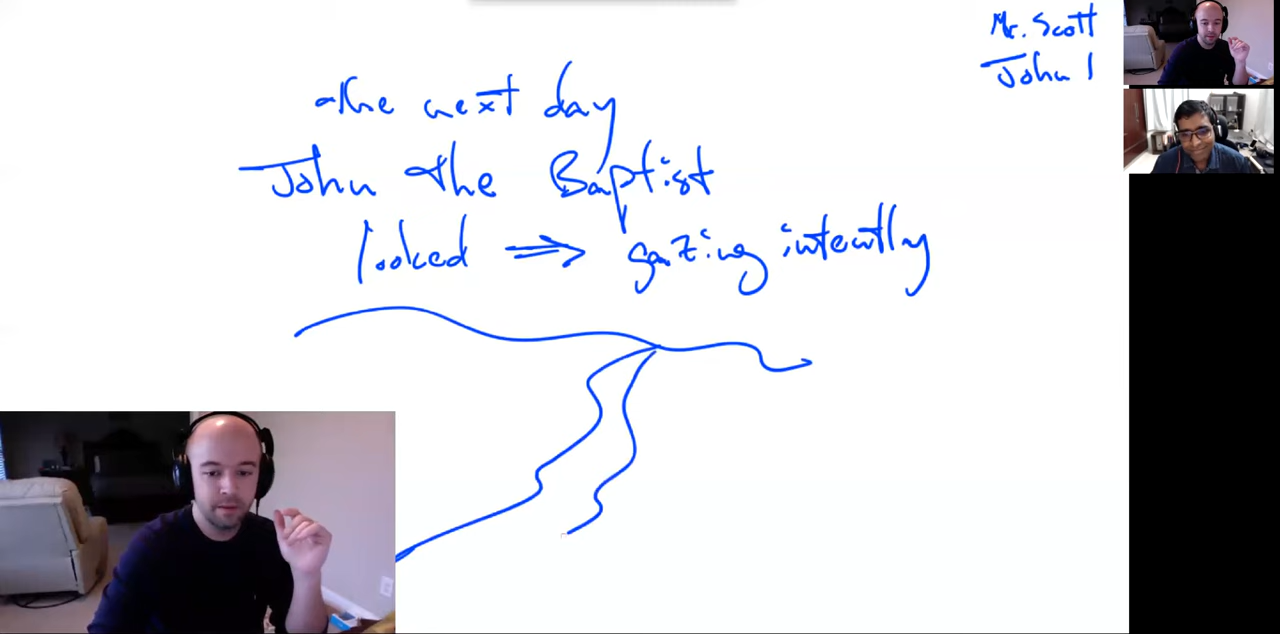 Mr. Scott
John 1
the next day
John the Baptist
looked ⇒ gazing intently